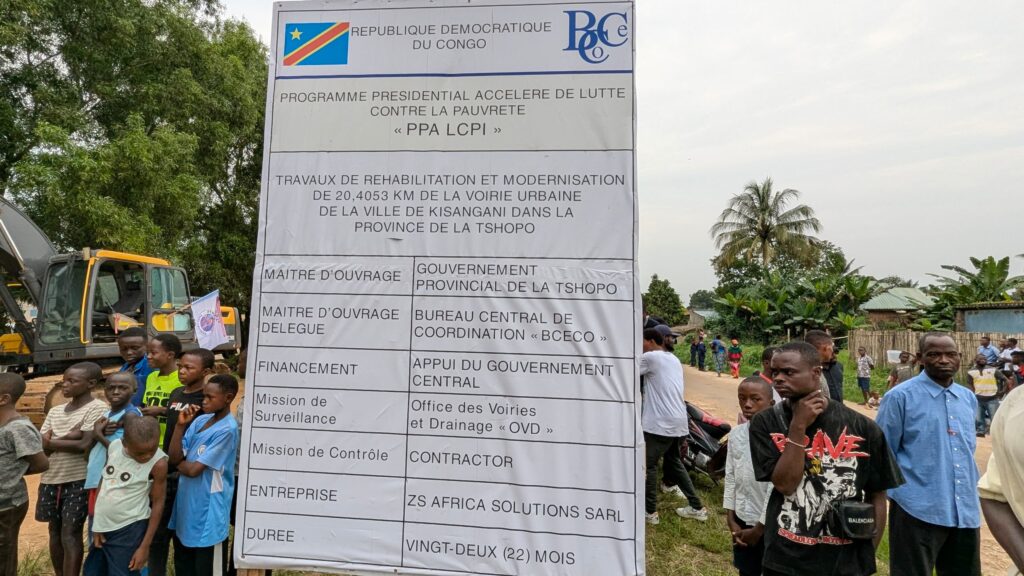 REPUBLIQUE DEMOCRATIQUE
DU CONGO
BCeCo
PROGRAMME PRESIDENTIAL ACCELERE DE LUTTE
CONTRE LA PAUVRETE
« PPA LCPI »
TRAVAUX DE REHABILITATION ET MODERNISATION
DE 20,4053 KM DE LA VOIRIE URBAINE
DE LA VILLE DE KISANGANI DANS LA
PROVINCE DE LA TSHOPO
MAITRE D'OUVRAGE
GOUVERNEMENT
PROVINCIAL DE LA TSHOPO
MAITRE D'OUVRAGE
DELEGUE
BUREAU CENTRAL DE
COORDINATION « BCECO »
FINANCEMENT
APPUI DU GOUVERNEMENT
CENTRAL
Mission de
Surveillance
Office des Voiries
et Drainage «OVD »
Mission de Contrôle
CONTRACTOR
ENTREPRISE
ZS AFRICA SOLUTIONS SARL
DUREE
VINGT-DEUX (22) MOIS
BRAVE
BALENCIAGA